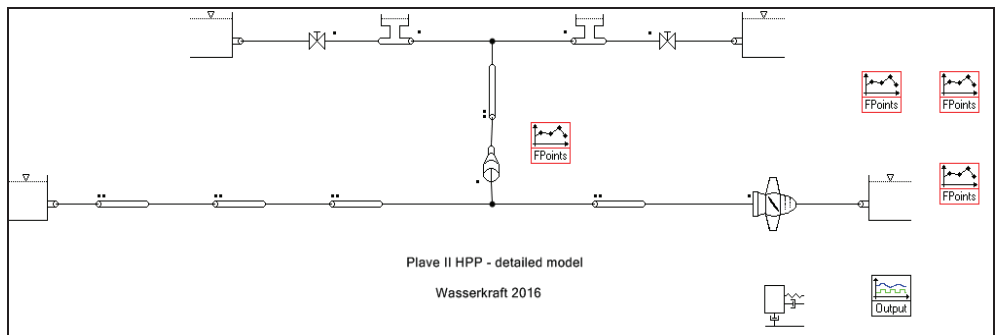 FPoints
FPoints
FPoints
FPoints
Plave II HPP - detailed model
Wasserkraft 2016
Output